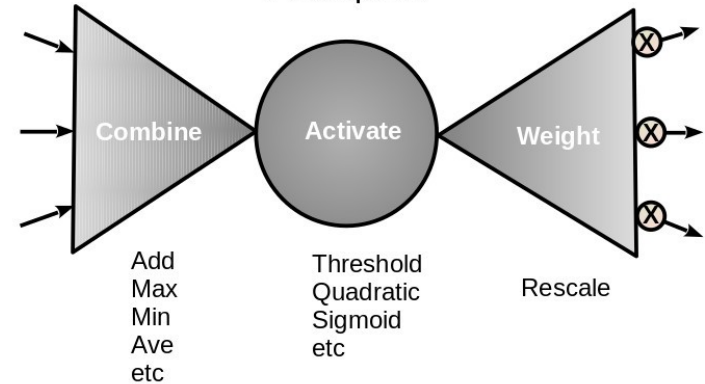 Combine
Activate
Weight
X
X
X
Add
Max
Min
Ave
etc
Threshold
Quadratic
Sigmoid
etc
Rescale